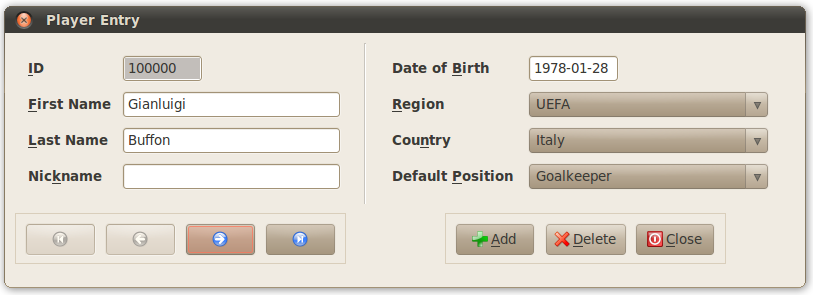 Player Entry
ID 100000
First Name Gianluigi
Last Name Buffon
Nickname
Date of Birth 1978-01-28
Region UEFA
Country Italy
Default Position Goalkeeper
Add Delete Close